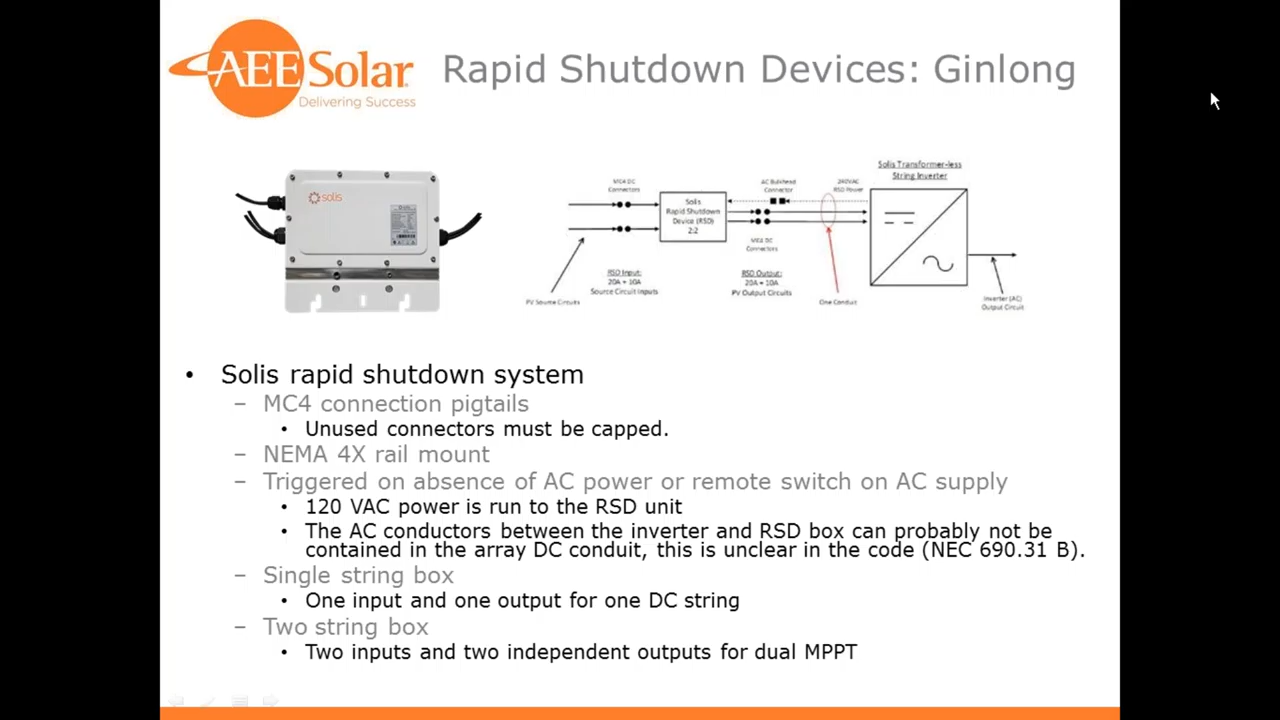 AEE Solar
Delivering Success
Rapid Shutdown Devices: Ginlong
solis
Solis Transformer-less
String Inverter
MC4 DC
Connectors
AC Bulkhead
Connector
240VAC
RSD Power
Solis
Rapid Shutdown
Device (RSD)
2:2
MC4 DC
Connectors
RSD Input:
20A + 10A
Source Circuit Inputs
RSD Output:
20A + 10A
PV Output Circuits
PV Source Circuits
One Conduit
Inverter (AC)
Output Circuit
• Solis rapid shutdown system
– MC4 connection pigtails
• Unused connectors must be capped.
– NEMA 4X rail mount
– Triggered on absence of AC power or remote switch on AC supply
• 120 VAC power is run to the RSD unit
• The AC conductors between the inverter and RSD box can probably not be
contained in the array DC conduit, this is unclear in the code (NEC 690.31 B).
– Single string box
• One input and one output for one DC string
– Two string box
• Two inputs and two independent outputs for dual MPPT